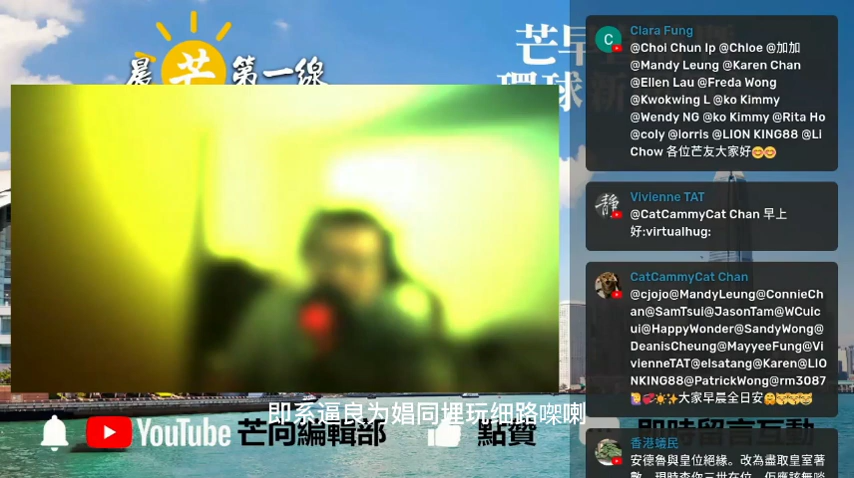 晨芒第一線
芒早
環球新
Clara Fung
@Choi Chun Ip @Chloe @加加
@Mandy Leung @Karen Chan
@Ellen Lau @Freda Wong
@Kwokwing L @ko Kimmy
@Wendy NG @ko Kimmy @Rita Ho
@coly @lorris @LION KING88 @Li
Chow 各位芒友大家好😊😊
Vivienne TAT
@CatCammyCat Chan 早上
好:virtualhug:
CatCammyCat Chan
@cjojo@MandyLeung@ConnieCh
an@SamTsui@JasonTam@WCuic
ui@HappyWonder@SandyWong@
DeanisCheung@MayyeeFung@Vi
vienneTAT@elsatang@Karen@LIO
NKING88@PatrickWong@rm3087
大家早晨全日安
香港蟻民
安德魯與皇位絕緣。改為盡取皇室著
即系逼良为娼同埋玩细路㗎喇
YouTube 芒向編輯部
點贊
即時留言互動